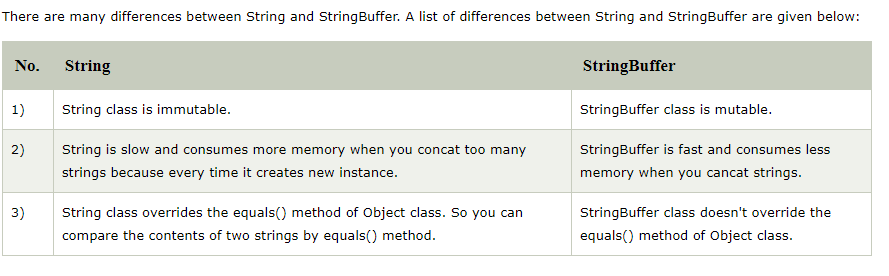 There are many differences between String and StringBuffer. A list of differences between String and StringBuffer are given below:
No. String StringBuffer
1) String class is immutable. StringBuffer class is mutable.
2) String is slow and consumes more memory when you concat too many StringBuffer is fast and consumes less
strings because every time it creates new instance. memory when you cancat strings.
3) String class overrides the equals() method of Object class. So you can StringBuffer class doesn't override the
compare the contents of two strings by equals() method. equals() method of Object class.